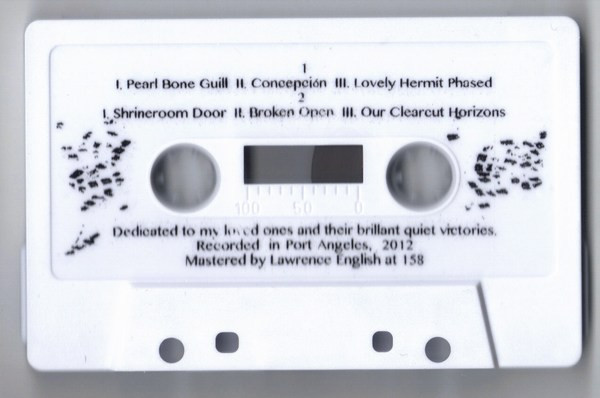 1
I. Pearl Bone Guill II. Concepción III. Lovely Hermit Phased
2
I. Shrineroom Door II. Broken Open III. Our Clearcut Horizons
100 50 0
Dedicated to my loved ones and their brillant quiet victories.
Recorded in Port Angeles, 2012
Mastered by Lawrence English at 158